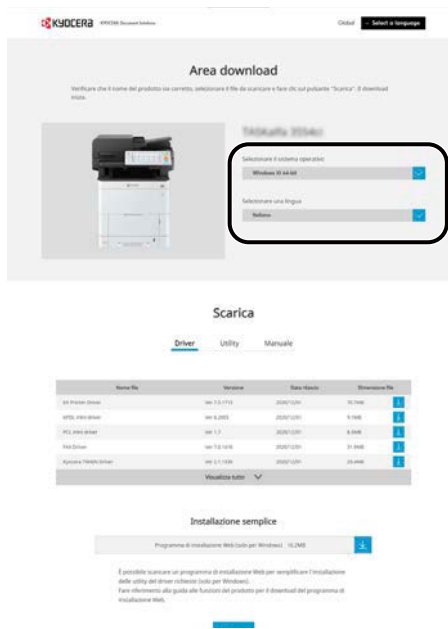 KYOCERA KYOCERA Document Solutions
Global Select a language
Area download
Verificare che il nome del prodotto sia corretto, selezionare il file da scaricare e fare clic sul pulsante "Scarica". Il download
inizia.
Selezionare il sistema operativo
Windows 10 64-bit
Selezionare una lingua
Italiano
Scarica
Driver Utility Manuale
Nome file Versione Data rilascio Dimensione file
KX Printer Driver
KPDL mini driver
PCL mini driver
FAX Driver
Kyocera TWAIN Driver
Visualizza tutto
Installazione semplice
Programma di installazione Web (solo per Windows)
È possibile scaricare un programma di installazione Web per semplificare l'installazione
delle utility del driver richieste (solo per Windows).
Fare riferimento alla guida alle funzioni del prodotto per il download del programma di
installazione Web.